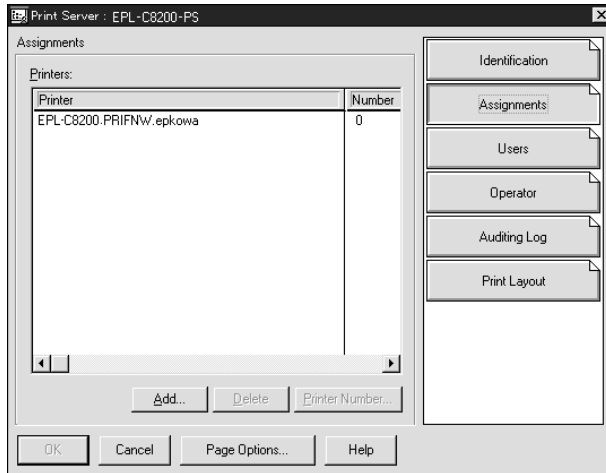 Print Server : EPL-C8200-PS
Assignments
Printers:
Printer Number
EPL-C8200.PRIFNW.epkowa 0
Add... Delete Printer Number...
OK Cancel Page Options... Help
Identification
Assignments
Users
Operator
Auditing Log
Print Layout